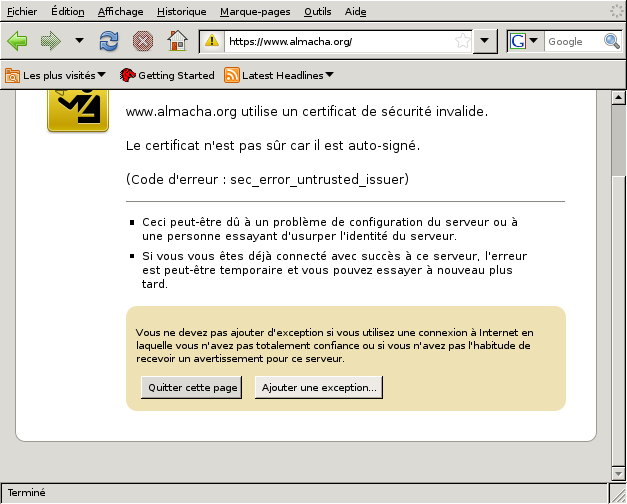 Fichier Édition Affichage Historique Marque-pages Outils Aide
https://www.almacha.org/ G Google
Les plus visités Getting Started Latest Headlines
www.almacha.org utilise un certificat de sécurité invalide.
Le certificat n'est pas sûr car il est auto-signé.
(Code d'erreur : sec_error_untrusted_issuer)
Ceci peut-être dû à un problème de configuration du serveur ou à
une personne essayant d'usurper l'identité du serveur.
Si vous vous êtes déjà connecté avec succès à ce serveur, l'erreur
est peut-être temporaire et vous pouvez essayer à nouveau plus
tard.
Vous ne devez pas ajouter d'exception si vous utilisez une connexion à Internet en
laquelle vous n'avez pas totalement confiance ou si vous n'avez pas l'habitude de
recevoir un avertissement pour ce serveur.
Quitter cette page Ajouter une exception...
Terminé